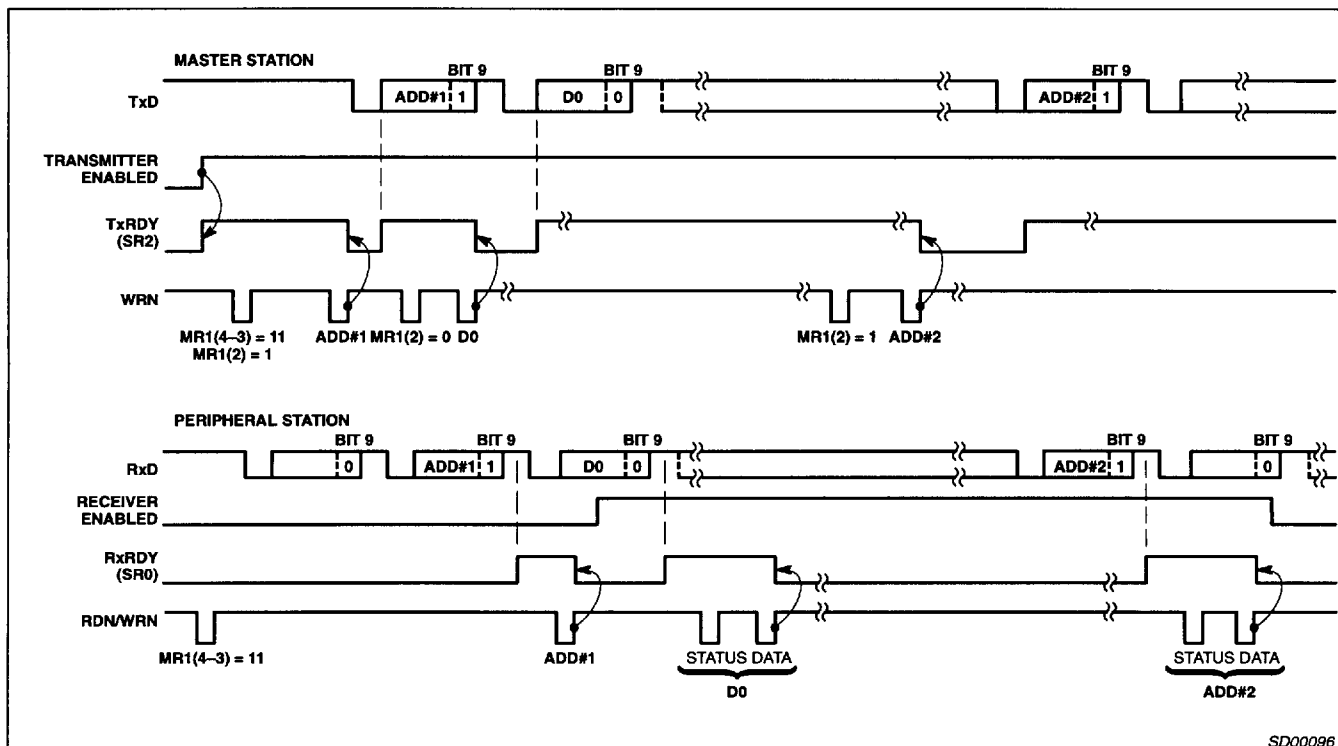 MASTER STATION
BIT 9 BIT 9 BIT 9
TxD ADD#1 1 D0 0 ADD#2 1
TRANSMITTER
ENABLED
TxRDY
(SR2)
WRN
MR1(4–3) = 11 ADD#1 MR1(2) = 0 D0 MR1(2) = 1 ADD#2
MR1(2) = 1
PERIPHERAL STATION
BIT 9 BIT 9 BIT 9 BIT 9 BIT 9
RxD 0 ADD#1 1 D0 0 ADD#2 1 0
RECEIVER
ENABLED
RxRDY
(SR0)
RDN/WRN
MR1(4–3) = 11 ADD#1 STATUS DATA STATUS DATA
D0 ADD#2
SD00096